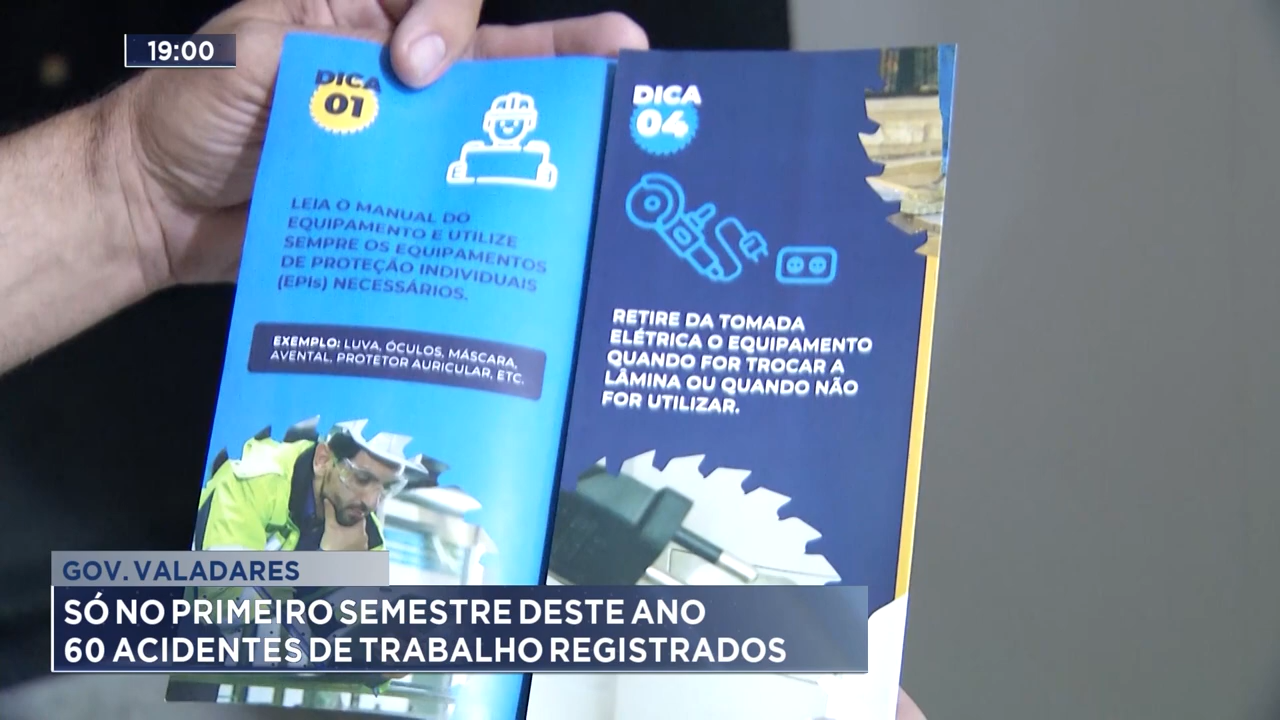 19:00
DICA
01
LEIA O MANUAL DO
EQUIPAMENTO E UTILIZE
SEMPRE OS EQUIPAMENTOS
DE PROTEÇÃO INDIVIDUAIS
(EPIs) NECESSÁRIOS.
EXEMPLO: LUVA, ÓCULOS, MÁSCARA,
AVENTAL, PROTETOR AURICULAR, ETC.
DICA
04
RETIRE DA TOMADA
ELÉTRICA O EQUIPAMENTO
QUANDO FOR TROCAR A
LÂMINA OU QUANDO NÃO
FOR UTILIZAR.
GOV. VALADARES
SÓ NO PRIMEIRO SEMESTRE DESTE ANO
60 ACIDENTES DE TRABALHO REGISTRADOS